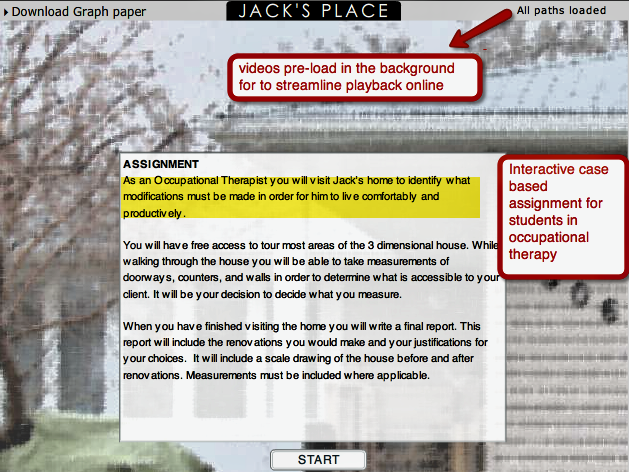 Download Graph paper
JACK'S PLACE
All paths loaded
videos pre-load in the background
for to streamline playback online
ASSIGNMENT
As an Occupational Therapist you will visit Jack's home to identify what
modifications must be made in order for him to live comfortably and
productively.
You will have free access to tour most areas of the 3 dimensional house. While
walking through the house you will be able to take measurements of
doorways, counters, and walls in order to determine what is accessible to your
client. It will be your decision to decide what you measure.
When you have finished visiting the home you will write a final report. This
report will include the renovations you would make and your justifications for
your choices. It will include a scale drawing of the house before and after
renovations. Measurements must be included where applicable.
Interactive case
based
assignment for
students in
occupational
therapy
START